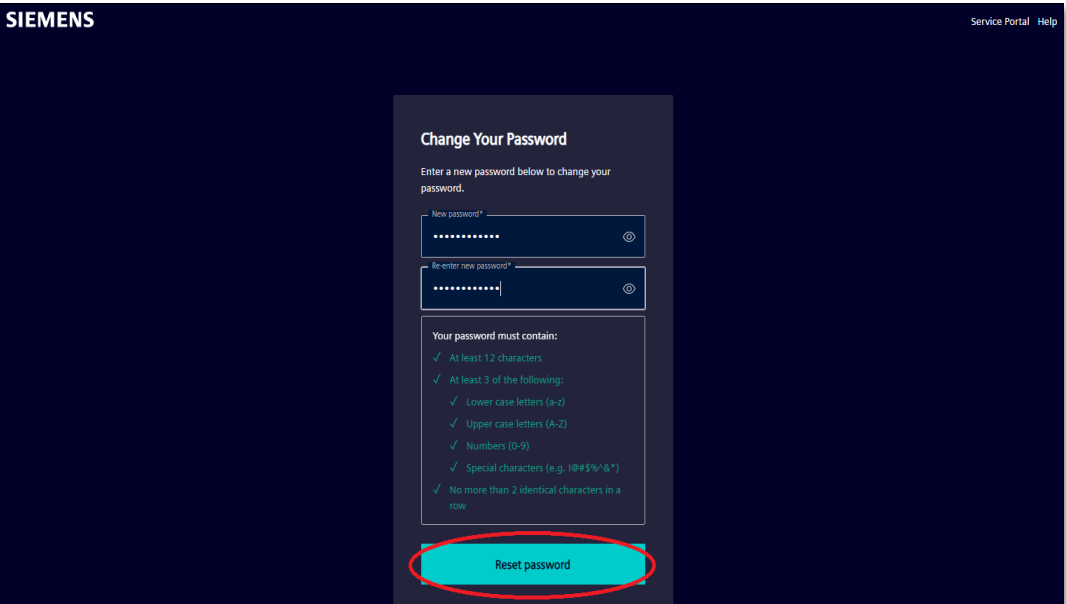 SIEMENS
Service Portal Help
Change Your Password
Enter a new password below to change your
password.
New password*
••••••••••••
Re-enter new password*
••••••••••••
Your password must contain:
✓ At least 12 characters
✓ At least 3 of the following:
✓ Lower case letters (a-z)
✓ Upper case letters (A-Z)
✓ Numbers (0-9)
✓ Special characters (e.g. !@#$%^&*)
✓ No more than 2 identical characters in a
row
Reset password